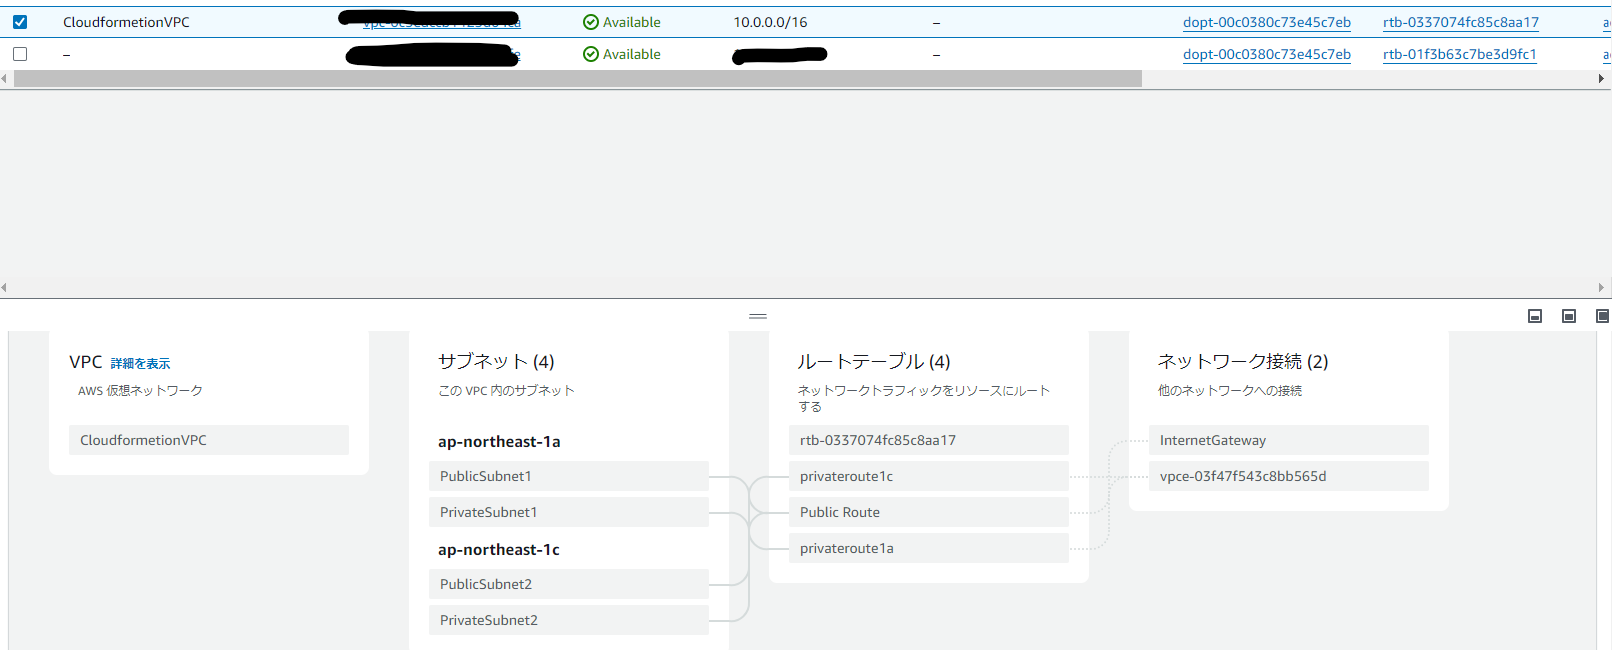 CloudformetionVPC Available 10.0.0.0/16 – dopt-00c0380c73e45c7eb rtb-0337074fc85c8aa17
– Available – dopt-00c0380c73e45c7eb rtb-01f3b63c7be3d9fc1
VPC 詳細を表示
AWS 仮想ネットワーク
CloudformetionVPC
サブネット (4)
この VPC 内のサブネット
ap-northeast-1a
PublicSubnet1
PrivateSubnet1
ap-northeast-1c
PublicSubnet2
PrivateSubnet2
ルートテーブル (4)
ネットワークトラフィックをリソースにルート
する
rtb-0337074fc85c8aa17
privateroute1c
Public Route
privateroute1a
ネットワーク接続 (2)
他のネットワークへの接続
InternetGateway
vpce-03f47f543c8bb565d